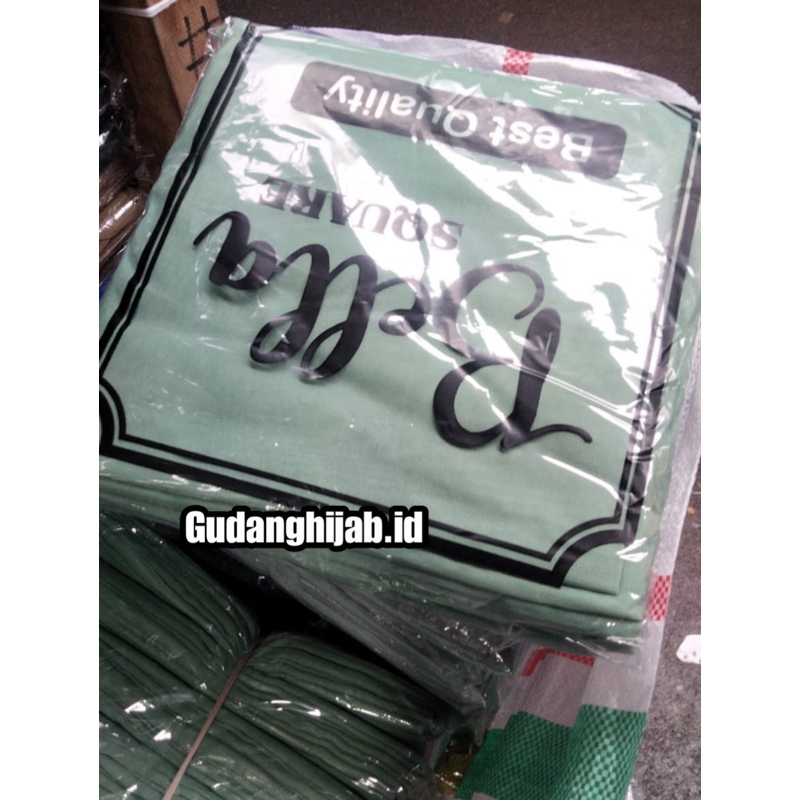 Bella
SQUARE
Best Quality
Gudanghijab.id
#